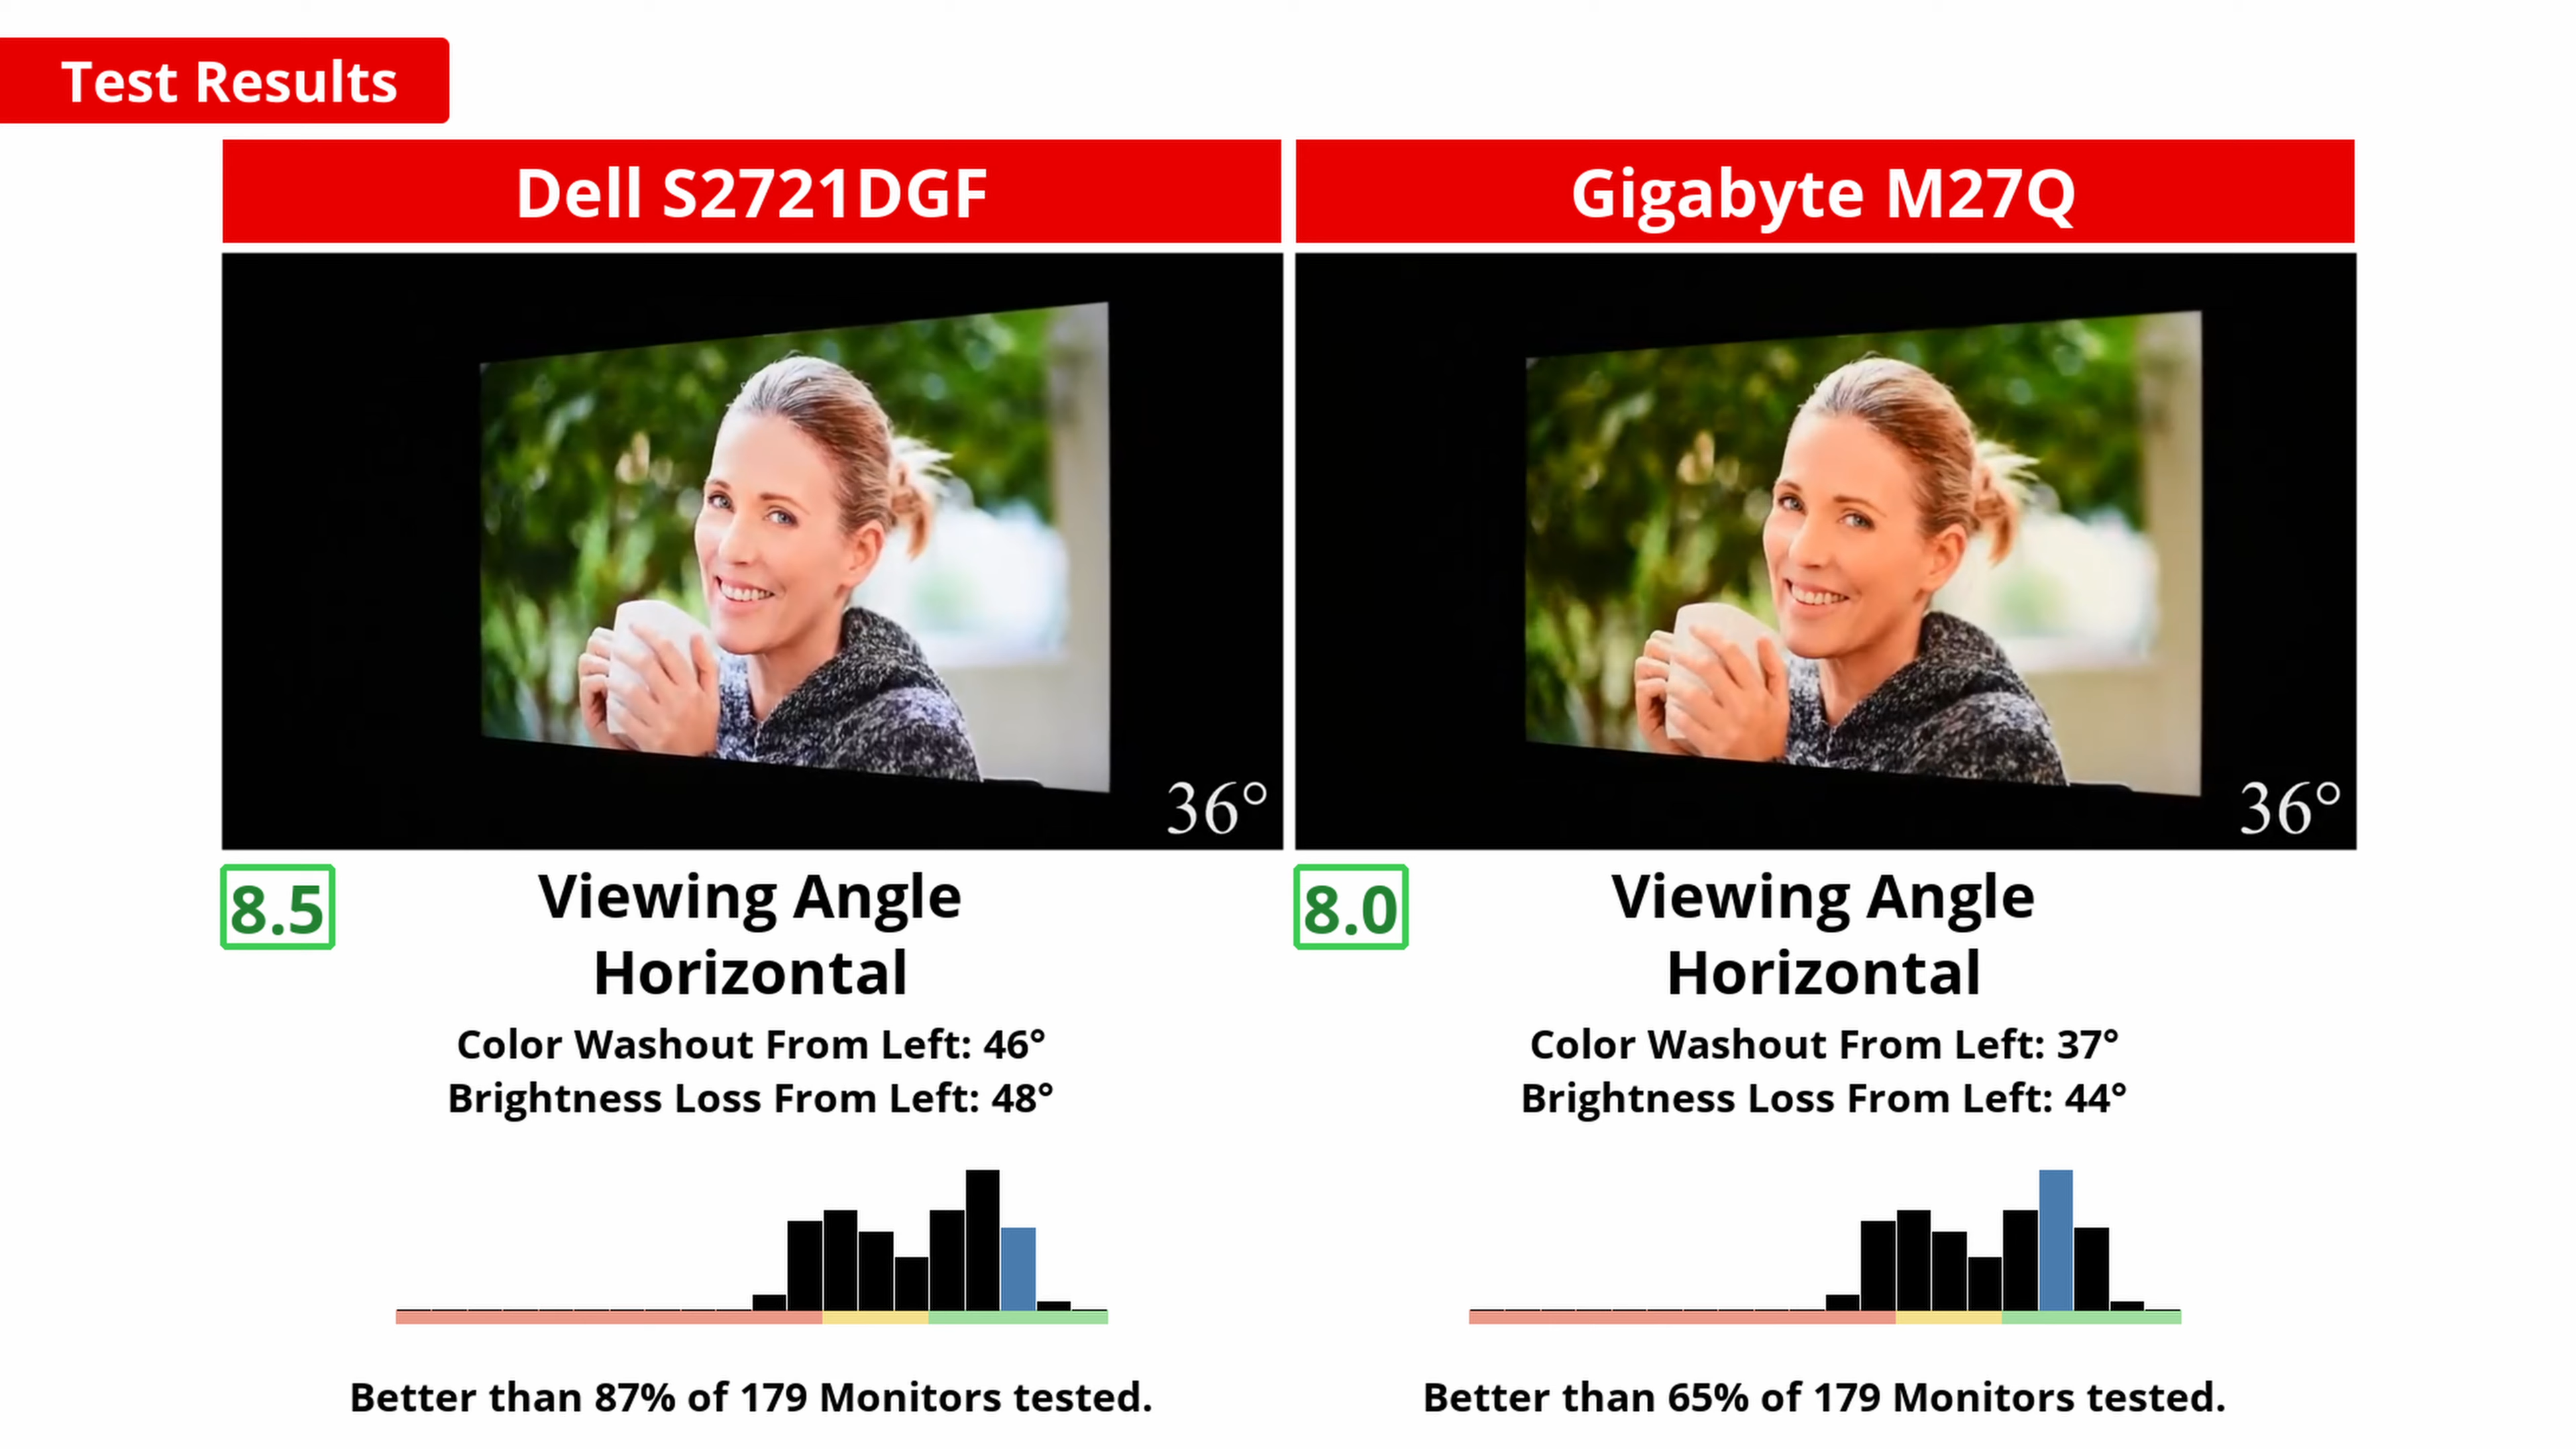 Test Results
Dell S2721DGF
Gigabyte M27Q
36°
36°
8.5
Viewing Angle
Horizontal
Color Washout From Left: 46°
Brightness Loss From Left: 48°
Better than 87% of 179 Monitors tested.
8.0
Viewing Angle
Horizontal
Color Washout From Left: 37°
Brightness Loss From Left: 44°
Better than 65% of 179 Monitors tested.